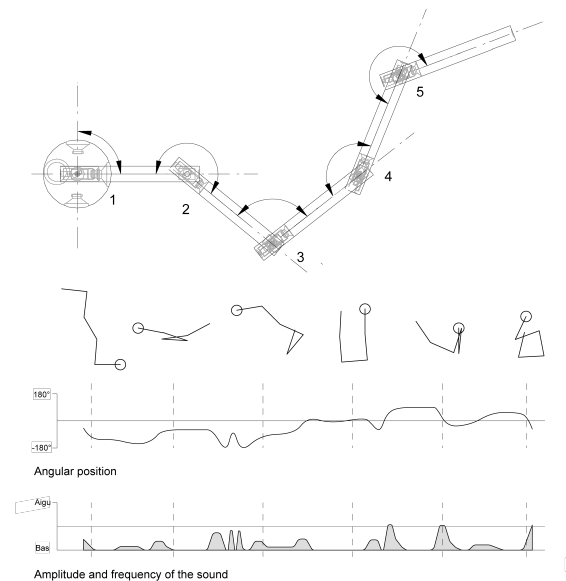 1
2
3
4
5
180°
-180°
Angular position
Aigu
Bas
Amplitude and frequency of the sound